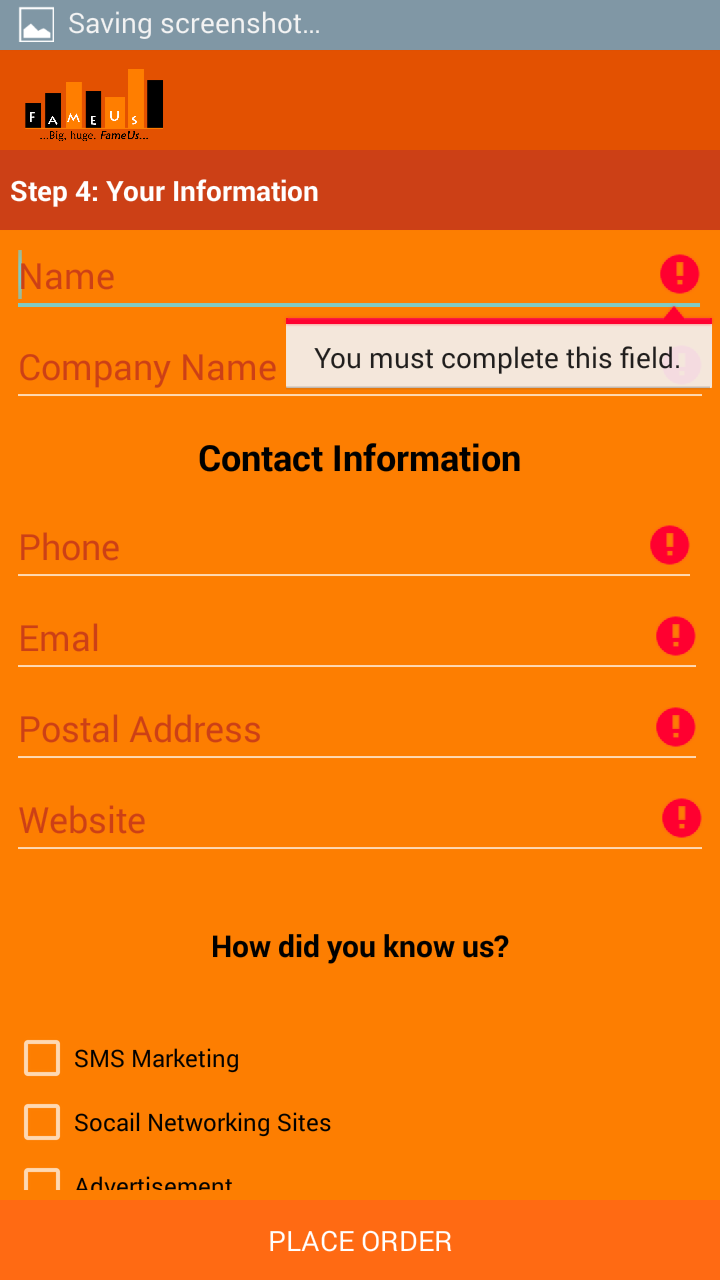 Saving screenshot...
FAMEUS
...Big, huge. FameUs...
Step 4: Your Information
Name
You must complete this field.
Company Name
Contact Information
Phone
Emal
Postal Address
Website
How did you know us?
SMS Marketing
Socail Networking Sites
Advertisement
PLACE ORDER